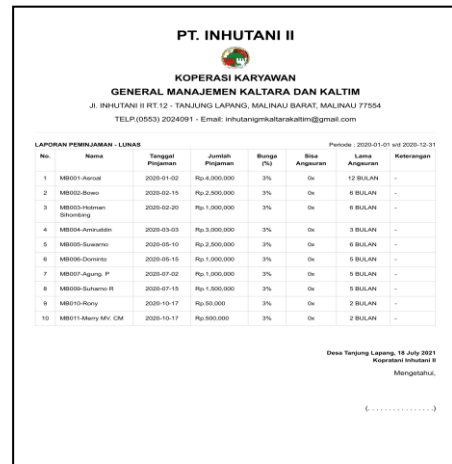 PT. INHUTANI II
KOPERASI KARYAWAN
GENERAL MANAJEMEN KALTARA DAN KALTIM
Jl. INHUTANI II RT.12 - TANJUNG LAPANG, MALINAU BARAT, MALINAU 77554
TELP.(0553) 2024091 - Email: inhutanigmkaltarakaltim@gmail.com
LAPORAN PEMINJAMAN - LUNAS Periode : 2020-01-01 s/d 2020-12-31
No. Nama Tanggal Pinjaman Jumlah Pinjaman Bunga (%) Sisa Angsuran Lama Angsuran Keterangan
1 MB001-Asroal 2020-01-02 Rp.4,000,000 3% 0x 12 BULAN -
2 MB002-Bowo 2020-02-15 Rp.2,500,000 3% 0x 6 BULAN -
3 MB003-Hotman Sihombing 2020-02-20 Rp.1,000,000 3% 0x 6 BULAN -
4 MB004-Amiruddin 2020-03-03 Rp.3,000,000 3% 0x 3 BULAN -
5 MB005-Suwarno 2020-05-10 Rp.2,500,000 3% 0x 6 BULAN -
6 MB006-Dominto 2020-05-15 Rp.1,000,000 3% 0x 5 BULAN -
7 MB007-Agung. P 2020-07-02 Rp.1,000,000 3% 0x 5 BULAN -
8 MB009-Suharno R 2020-07-15 Rp.1,500,000 3% 0x 5 BULAN -
9 MB010-Rony 2020-10-17 Rp.50,000 3% 0x 2 BULAN -
10 MB011-Marry MV. CM 2020-10-17 Rp.500,000 3% 0x 2 BULAN -
Desa Tanjung Lapang, 18 July 2021
Kopratani Inhutani II
Mengetahui,
(. . . . . . . . . . . . . . .)